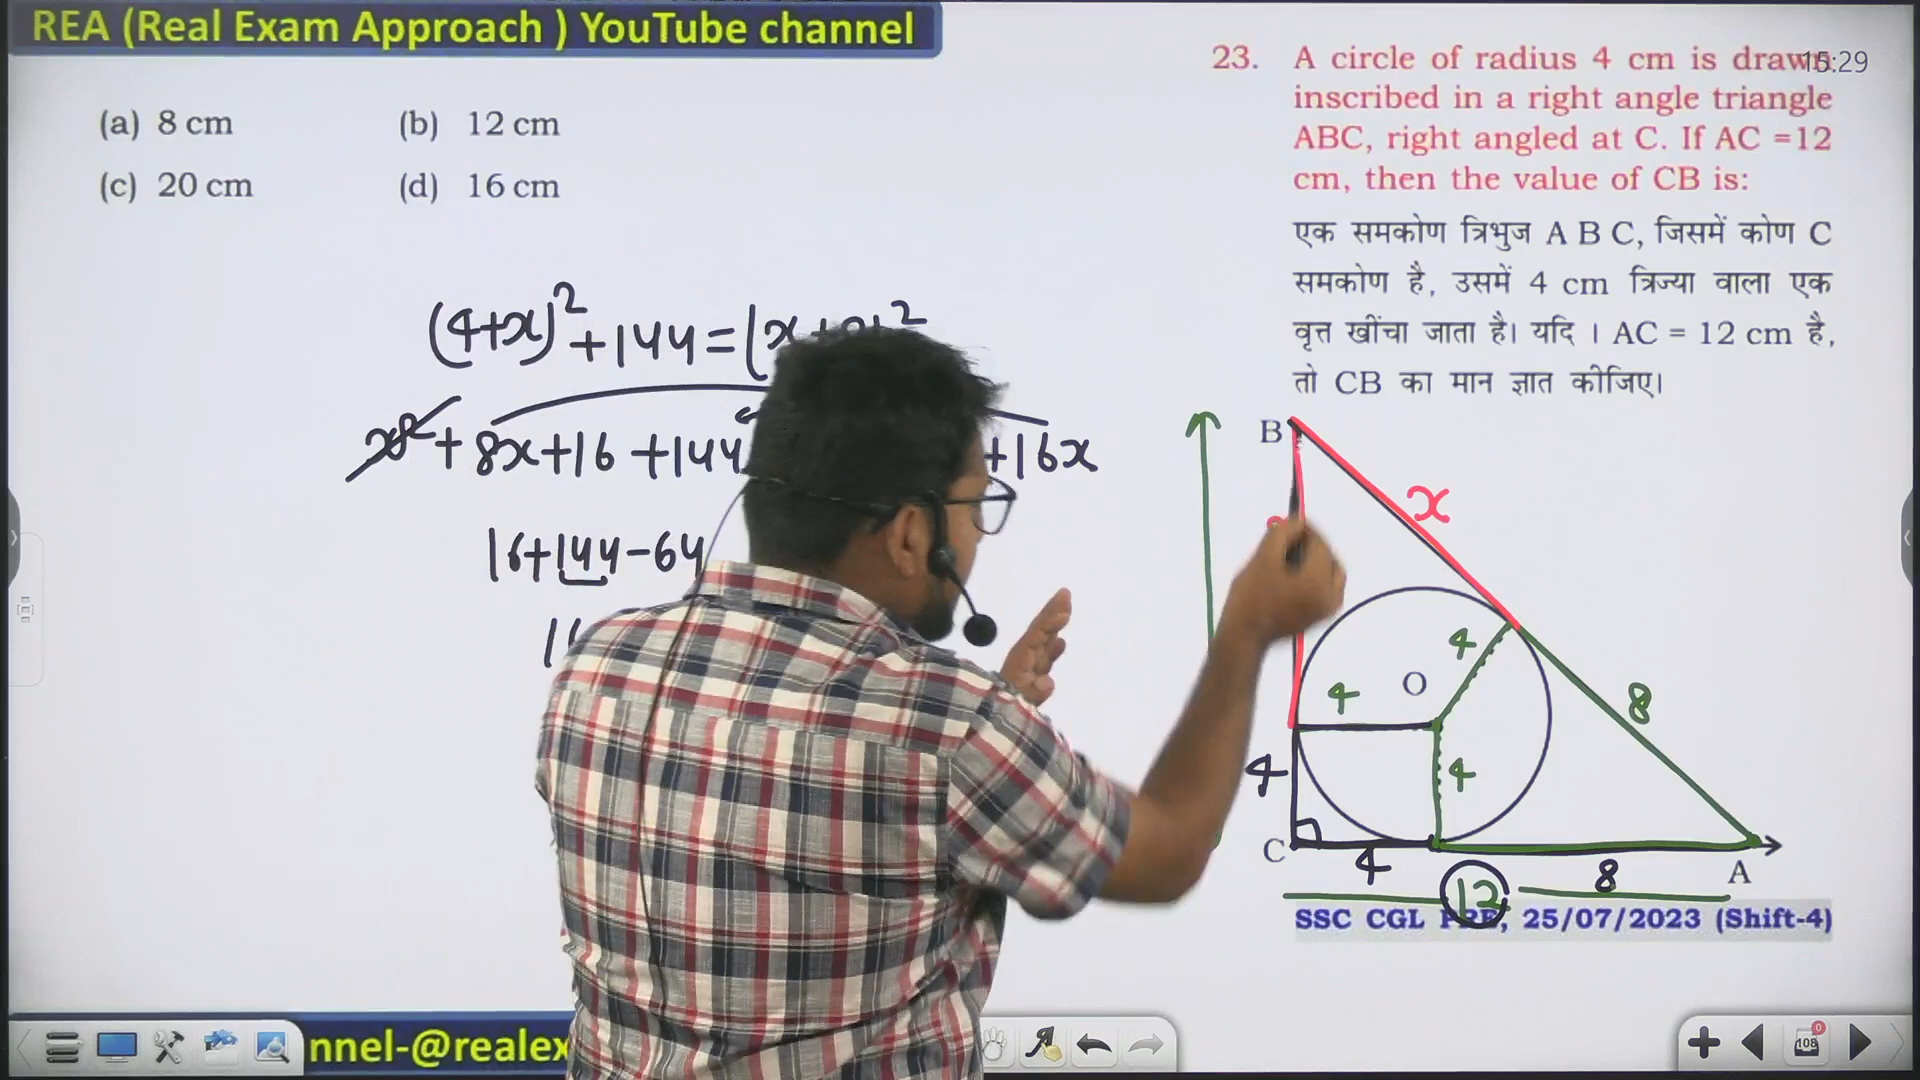 REA (Real Exam Approach ) YouTube channel
(a) 8 cm (b) 12 cm
(c) 20 cm (d) 16 cm
(4+x)² + 144 = (x+
x² + 8x + 16 + 144 +16x
16+144-64
23. A circle of radius 4 cm is drawn
15:29
inscribed in a right angle triangle
ABC, right angled at C. If AC =12
cm, then the value of CB is:
एक समकोण त्रिभुज A B C, जिसमें कोण C
समकोण है, उसमें 4 cm त्रिज्या वाला एक
वृत्त खींचा जाता है। यदि । AC = 12 cm है,
तो CB का मान ज्ञात कीजिए।
B
x
4
O
4
8
4
4
C
4
8
A
12
SSC CGL PRE, 25/07/2023 (Shift-4)
nnel-@realex
0
108